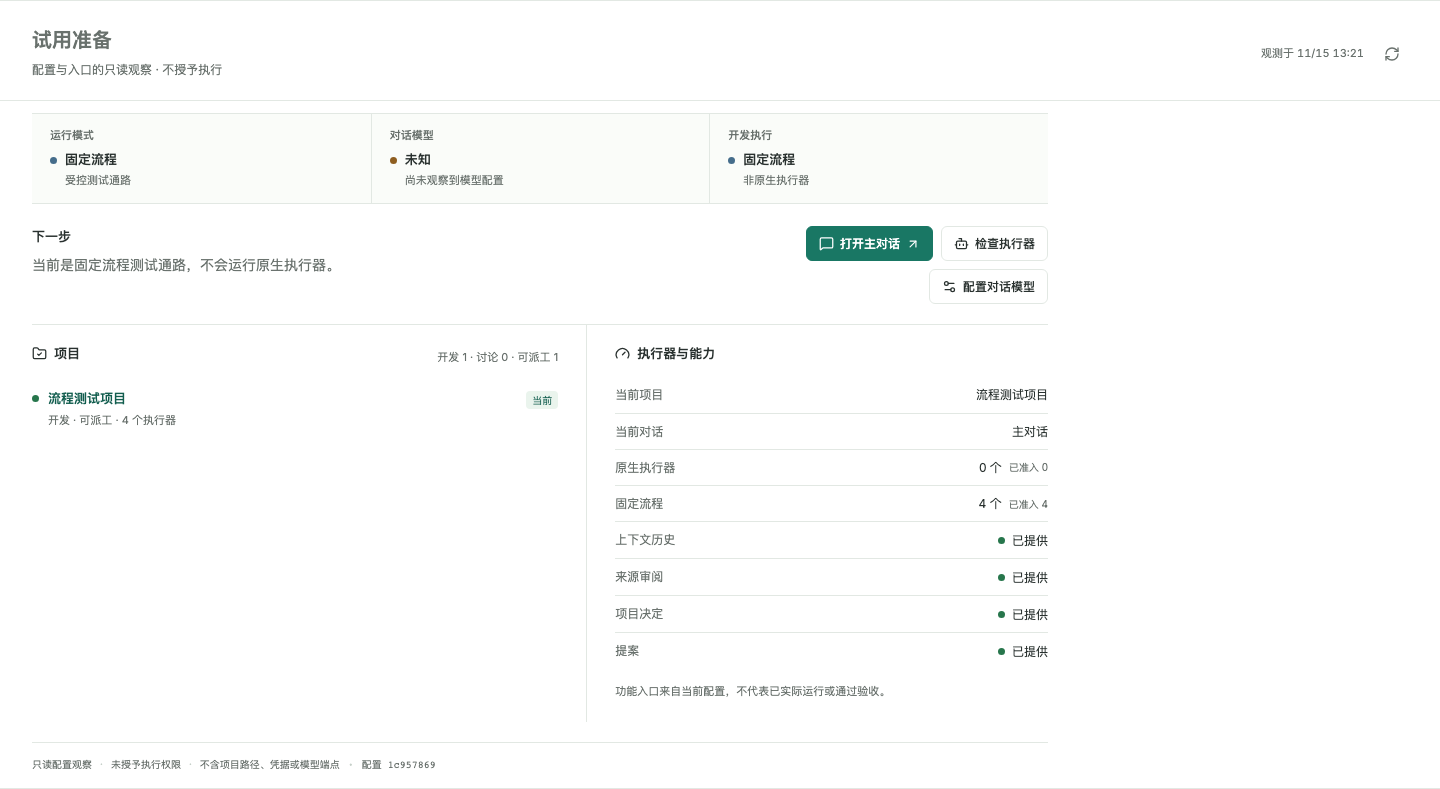 试用准备
配置与入口的只读观察 · 不授予执行
观测于 11/15 13:21
运行模式
固定流程
受控测试通路
对话模型
未知
尚未观察到模型配置
开发执行
固定流程
非原生执行器
下一步
当前是固定流程测试通路，不会运行原生执行器。
打开主对话
检查执行器
配置对话模型
项目
开发 1 · 讨论 0 · 可派工 1
流程测试项目
当前
开发 · 可派工 · 4 个执行器
执行器与能力
当前项目 流程测试项目
当前对话 主对话
原生执行器 0 个 已准入 0
固定流程 4 个 已准入 4
上下文历史 已提供
来源审阅 已提供
项目决定 已提供
提案 已提供
功能入口来自当前配置，不代表已实际运行或通过验收。
只读配置观察 · 未授予执行权限 · 不含项目路径、凭据或模型端点 · 配置 1c957869